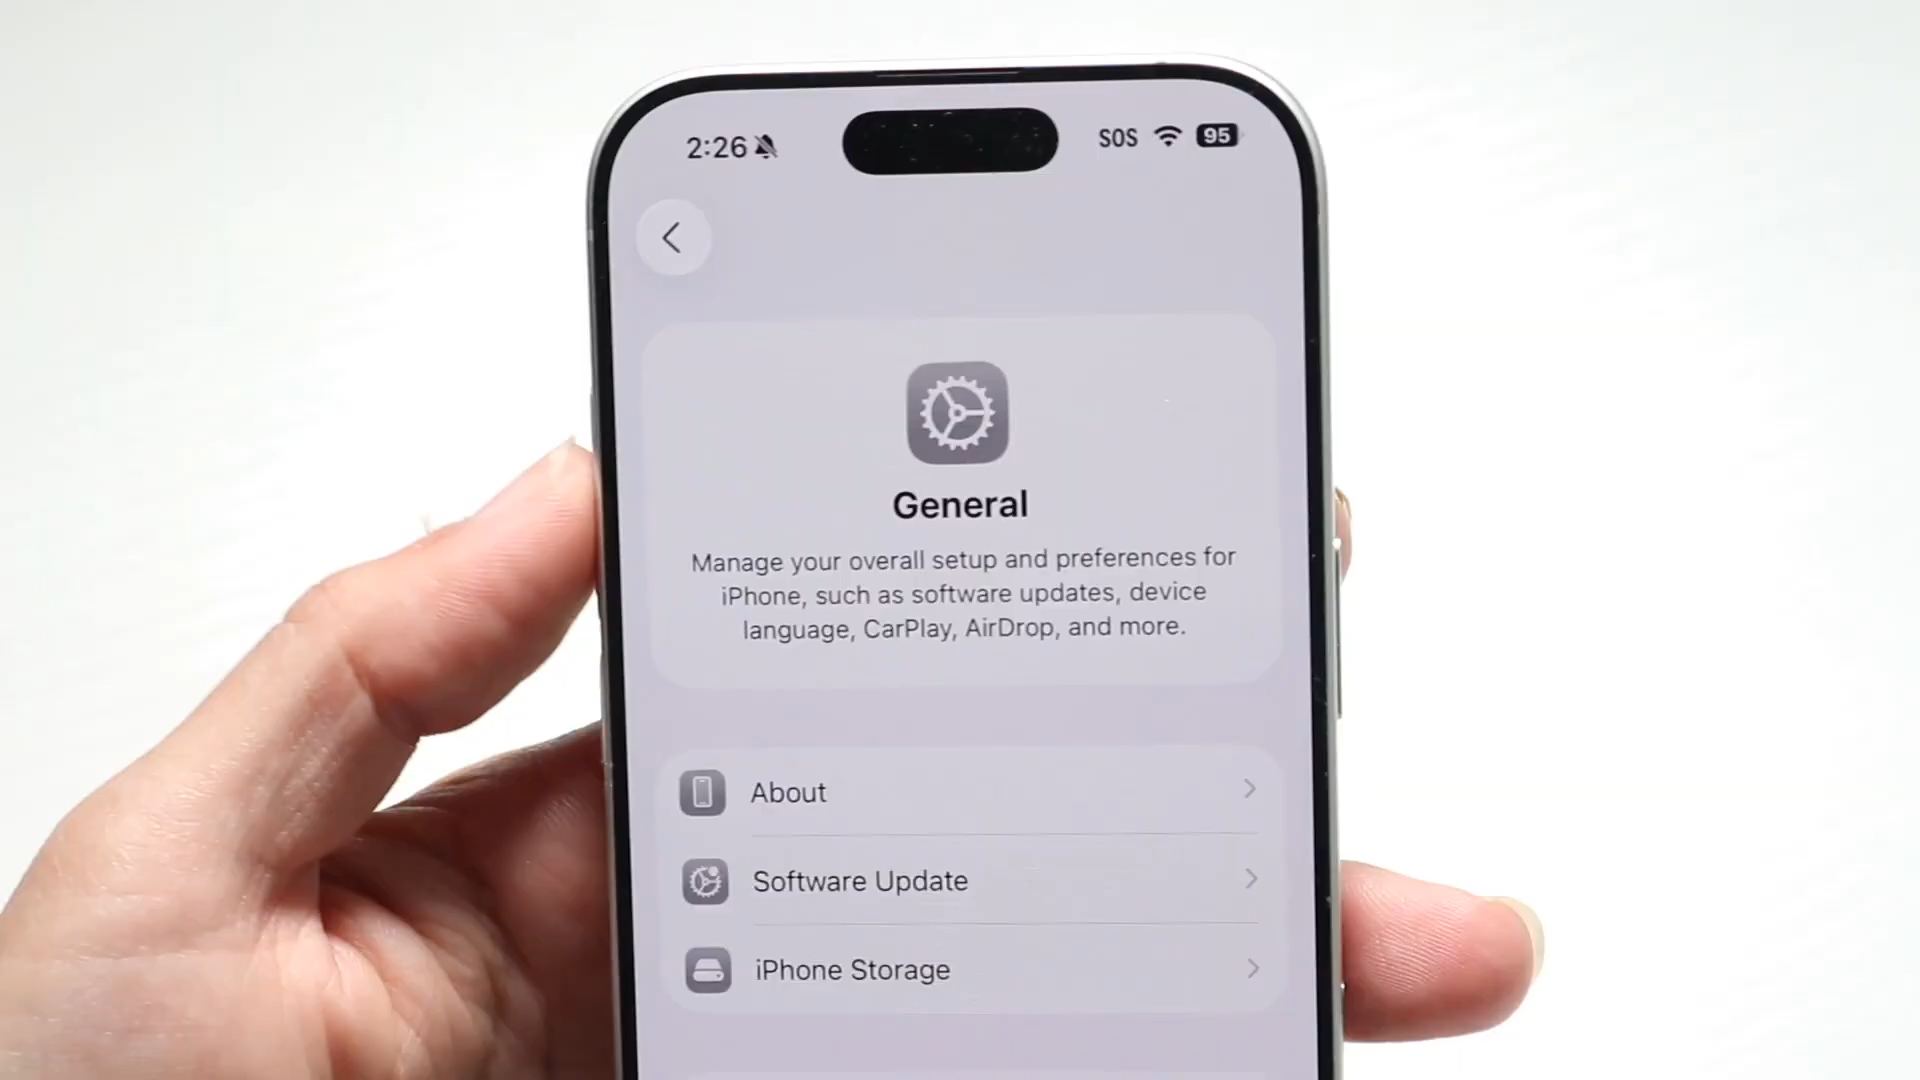 2:26
SOS
95
General
Manage your overall setup and preferences for
iPhone, such as software updates, device
language, CarPlay, AirDrop, and more.
About
Software Update
iPhone Storage